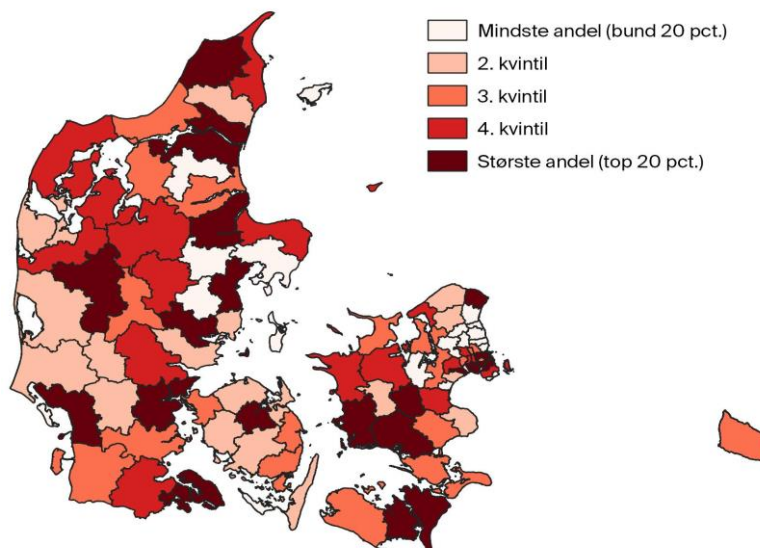 Mindste andel (bund 20 pct.)
2. kvintil
3. kvintil
4. kvintil
Største andel (top 20 pct.)